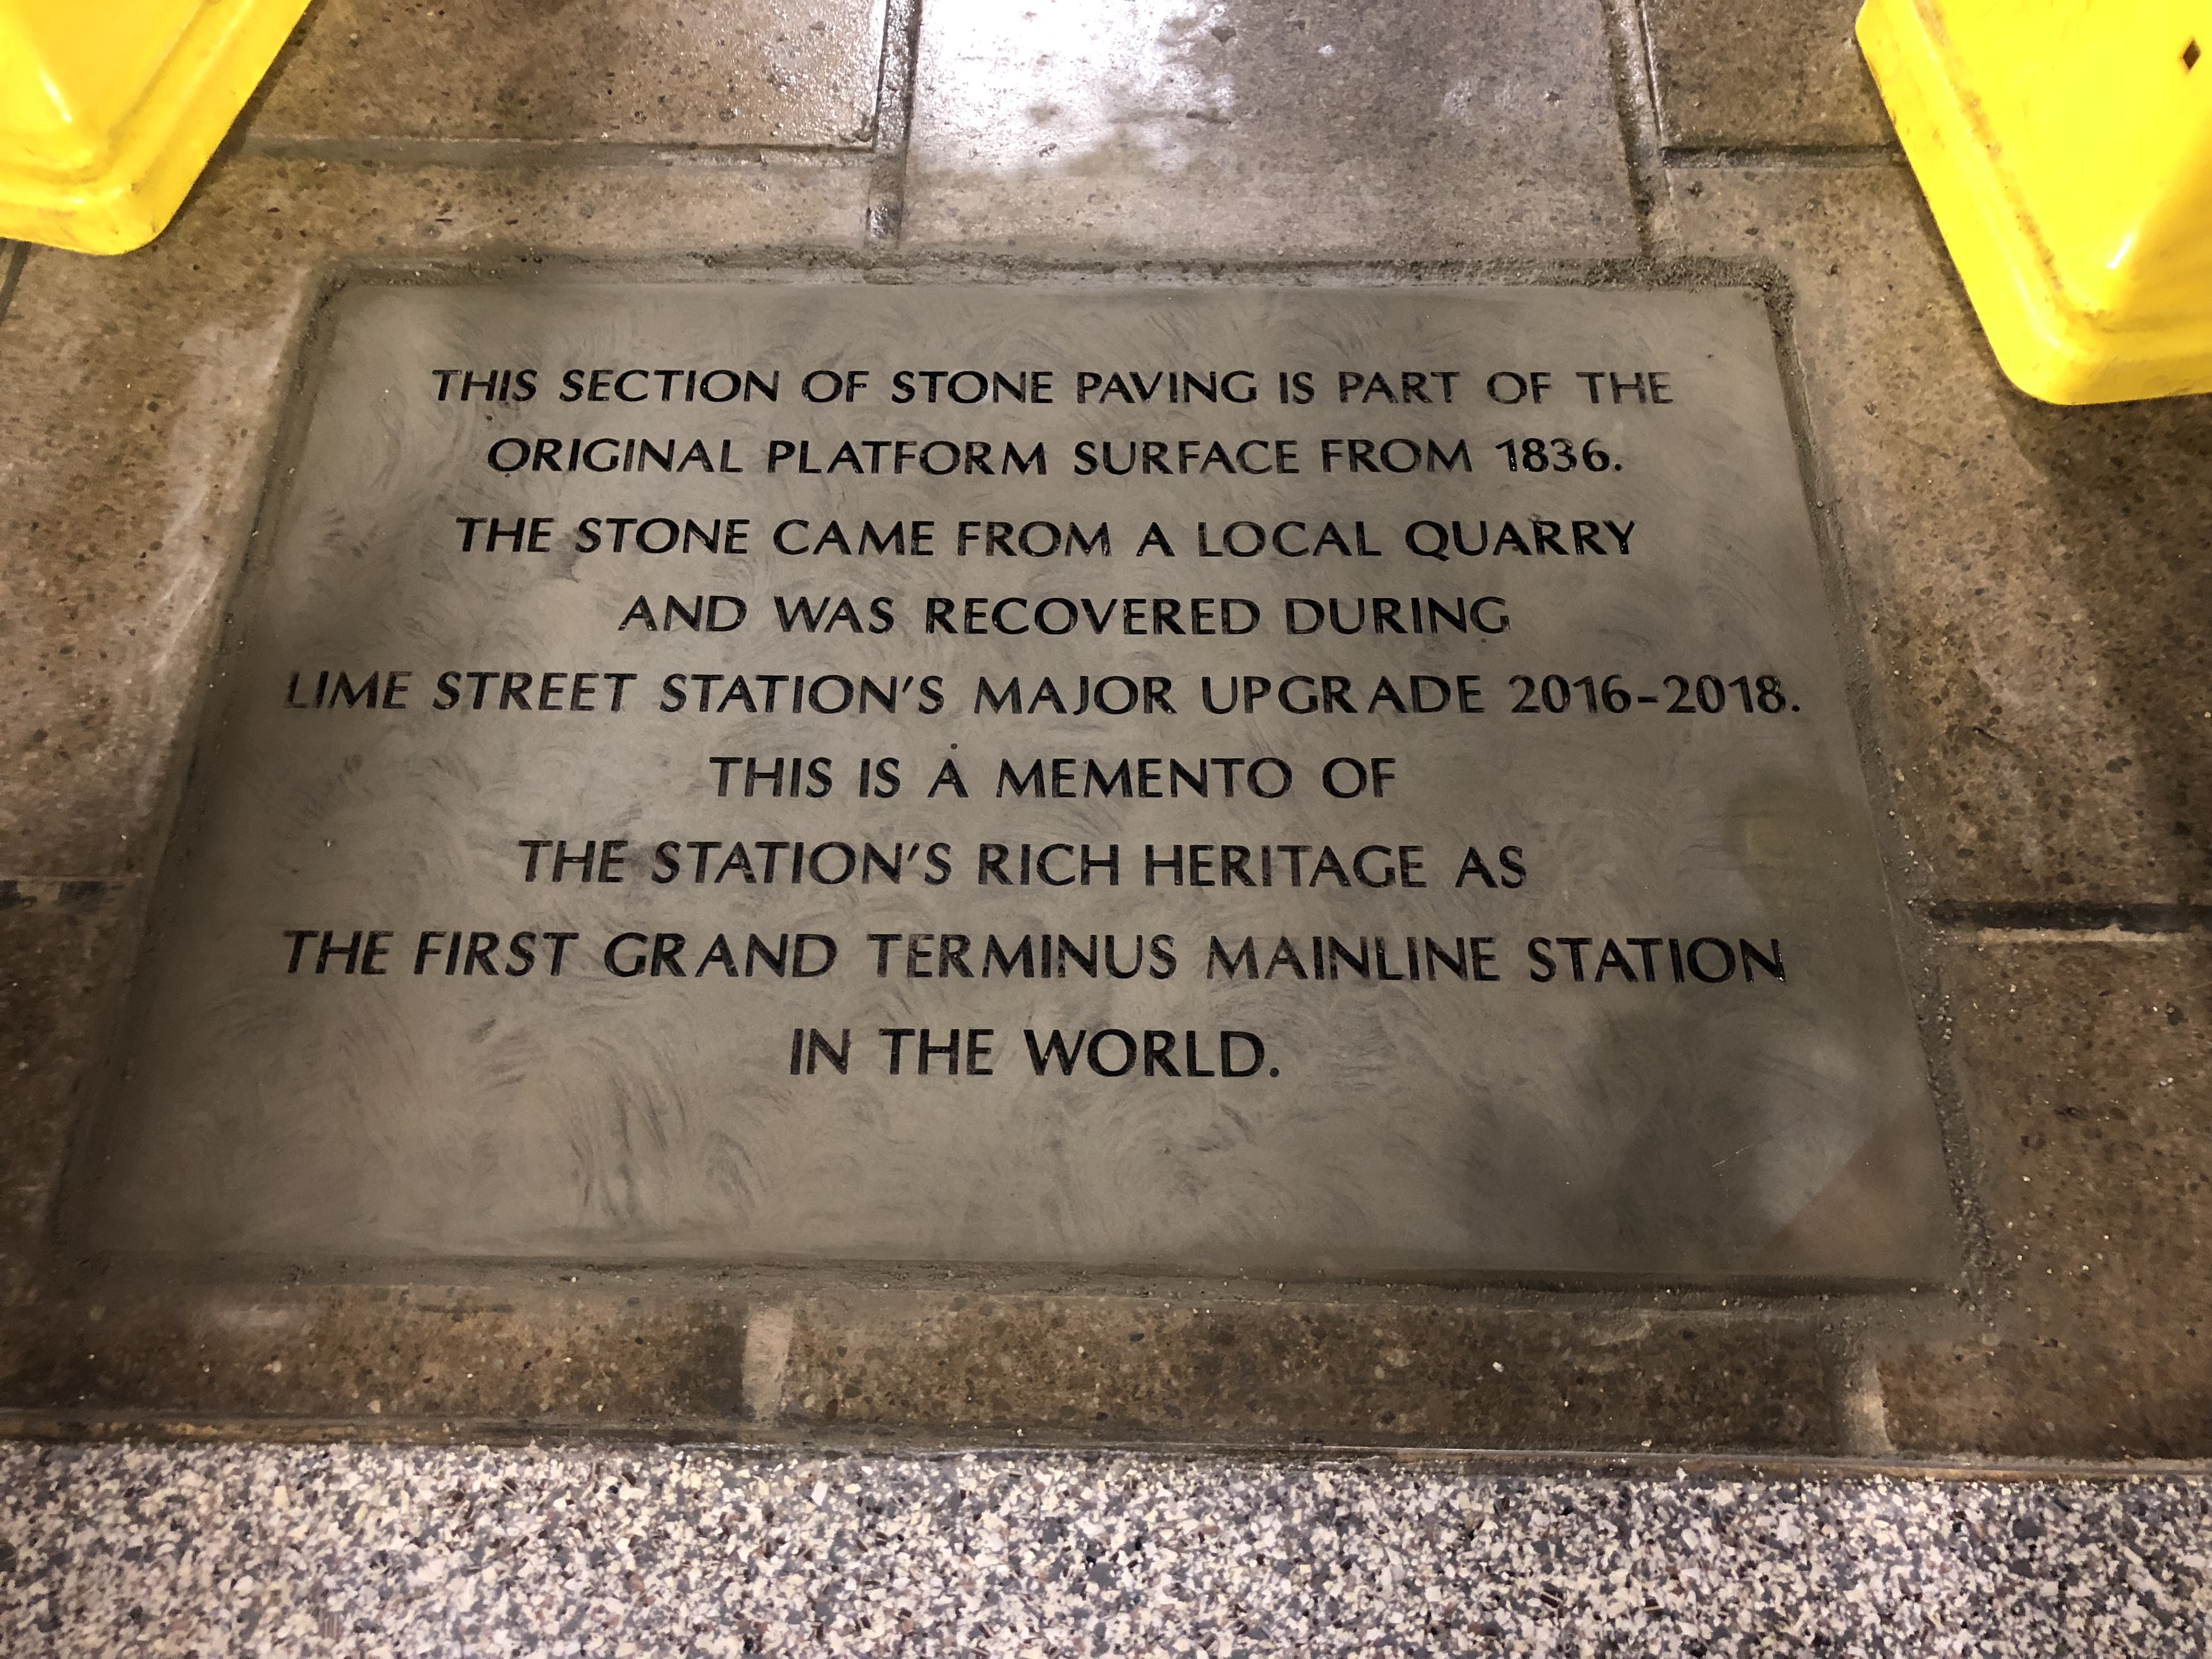 THIS SECTION OF STONE PAVING IS PART OF THE
ORIGINAL PLATFORM SURFACE FROM 1836.
THE STONE CAME FROM A LOCAL QUARRY
AND WAS RECOVERED DURING
LIME STREET STATION'S MAJOR UPGRADE 2016-2018.
THIS IS A MEMENTO OF
THE STATION'S RICH HERITAGE AS
THE FIRST GRAND TERMINUS MAINLINE STATION
IN THE WORLD.